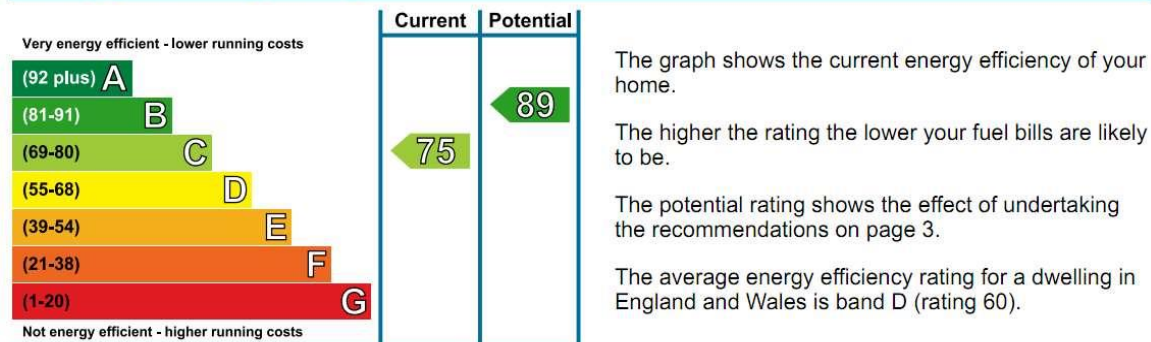 Current Potential
Very energy efficient - lower running costs
(92 plus) A
(81-91) B
89
(69-80) C
75
(55-68) D
(39-54) E
(21-38) F
(1-20) G
Not energy efficient - higher running costs
The graph shows the current energy efficiency of your
home.
The higher the rating the lower your fuel bills are likely
to be.
The potential rating shows the effect of undertaking
the recommendations on page 3.
The average energy efficiency rating for a dwelling in
England and Wales is band D (rating 60).